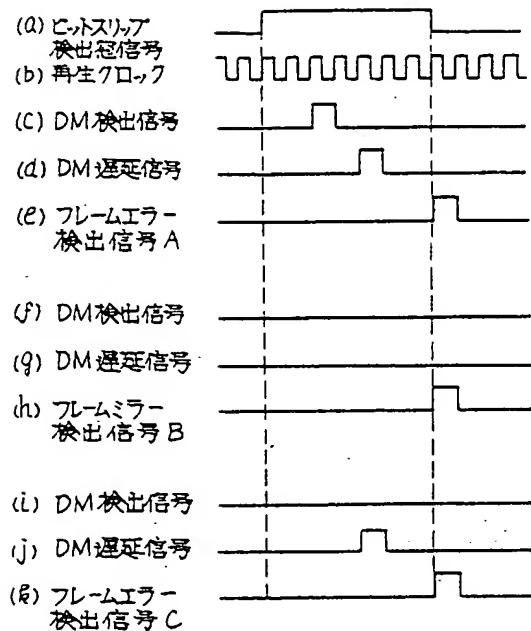 (a) ビットスリップ
検出窓信号
(b) 再生クロック
(c) DM検出信号
(d) DM遅延信号
(e) フレームエラー
検出信号A
(f) DM検出信号
(g) DM遅延信号
(h) フレームミラー
検出信号B
(i) DM検出信号
(j) DM遅延信号
(k) フレームエラー
検出信号C